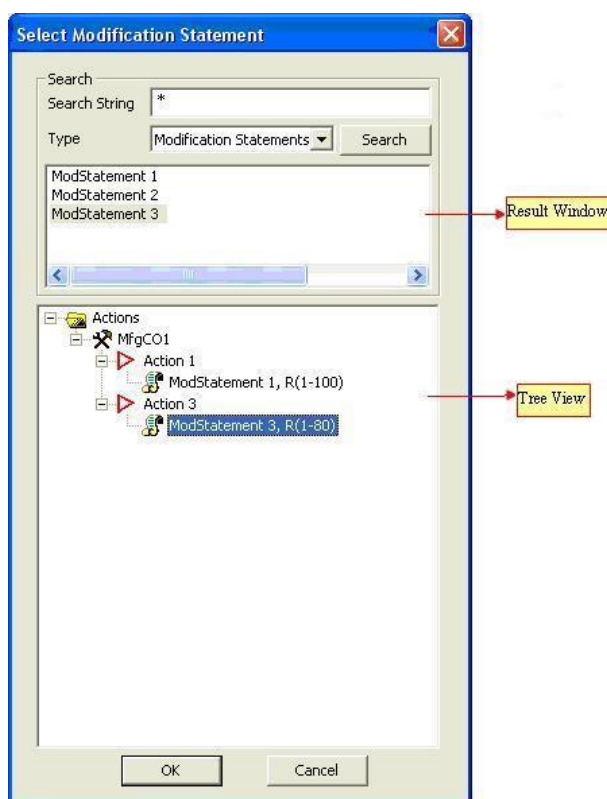 Select Modification Statement
Search
Search String *
Type Modification Statements Search
ModStatement 1
ModStatement 2
ModStatement 3
Result Window
Actions
MfgCO1
Action 1
ModStatement 1, R(1-100)
Action 3
Tree View
ModStatement 3, R(1-80)
OK Cancel